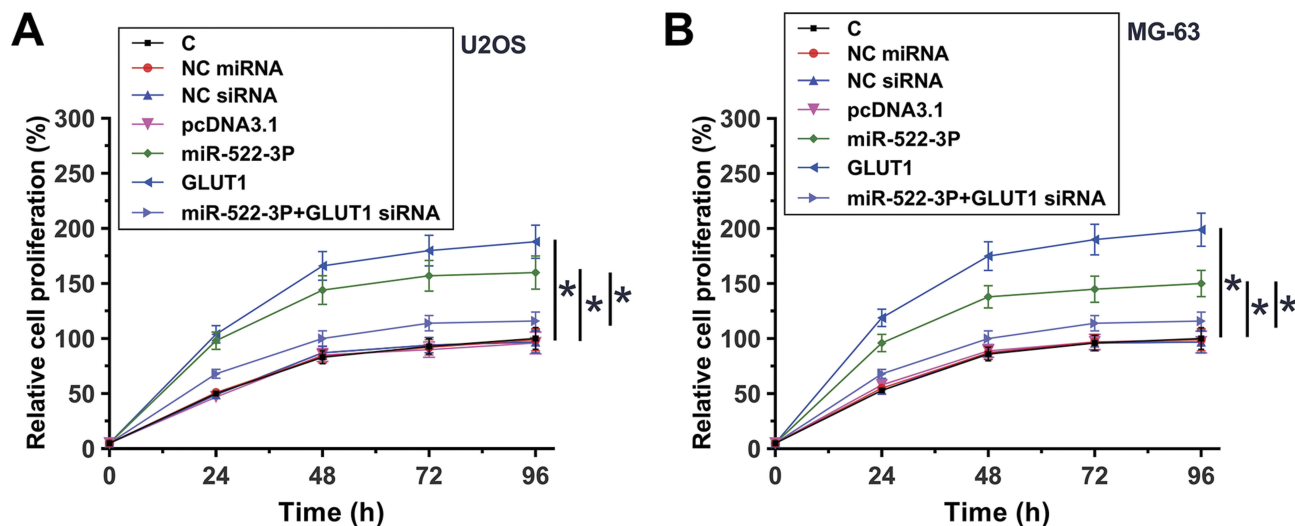 A
U2OS
C
NC miRNA
NC siRNA
pcDNA3.1
miR-522-3P
GLUT1
miR-522-3P+GLUT1 siRNA
Relative cell proliferation (%)
300
250
200
150
100
50
0
* * *
0 24 48 72 96
Time (h)
B
MG-63
C
NC miRNA
NC siRNA
pcDNA3.1
miR-522-3P
GLUT1
miR-522-3P+GLUT1 siRNA
Relative cell proliferation (%)
300
250
200
150
100
50
0
* * *
0 24 48 72 96
Time (h)